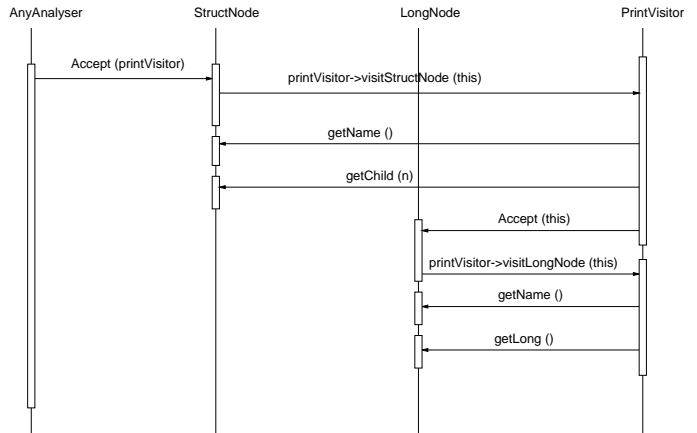 AnyAnalyser StructNode LongNode PrintVisitor
Accept (printVisitor)
printVisitor->visitStructNode (this)
getName ()
getChild (n)
Accept (this)
printVisitor->visitLongNode (this)
getName ()
getLong ()